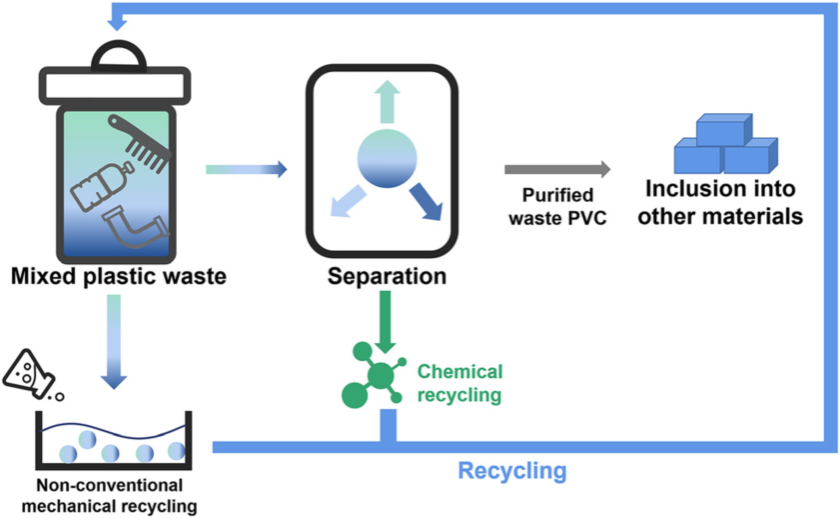 Mixed plastic waste
Separation
Purified
waste PVC
Inclusion into
other materials
Chemical
recycling
Non-conventional
mechanical recycling
Recycling